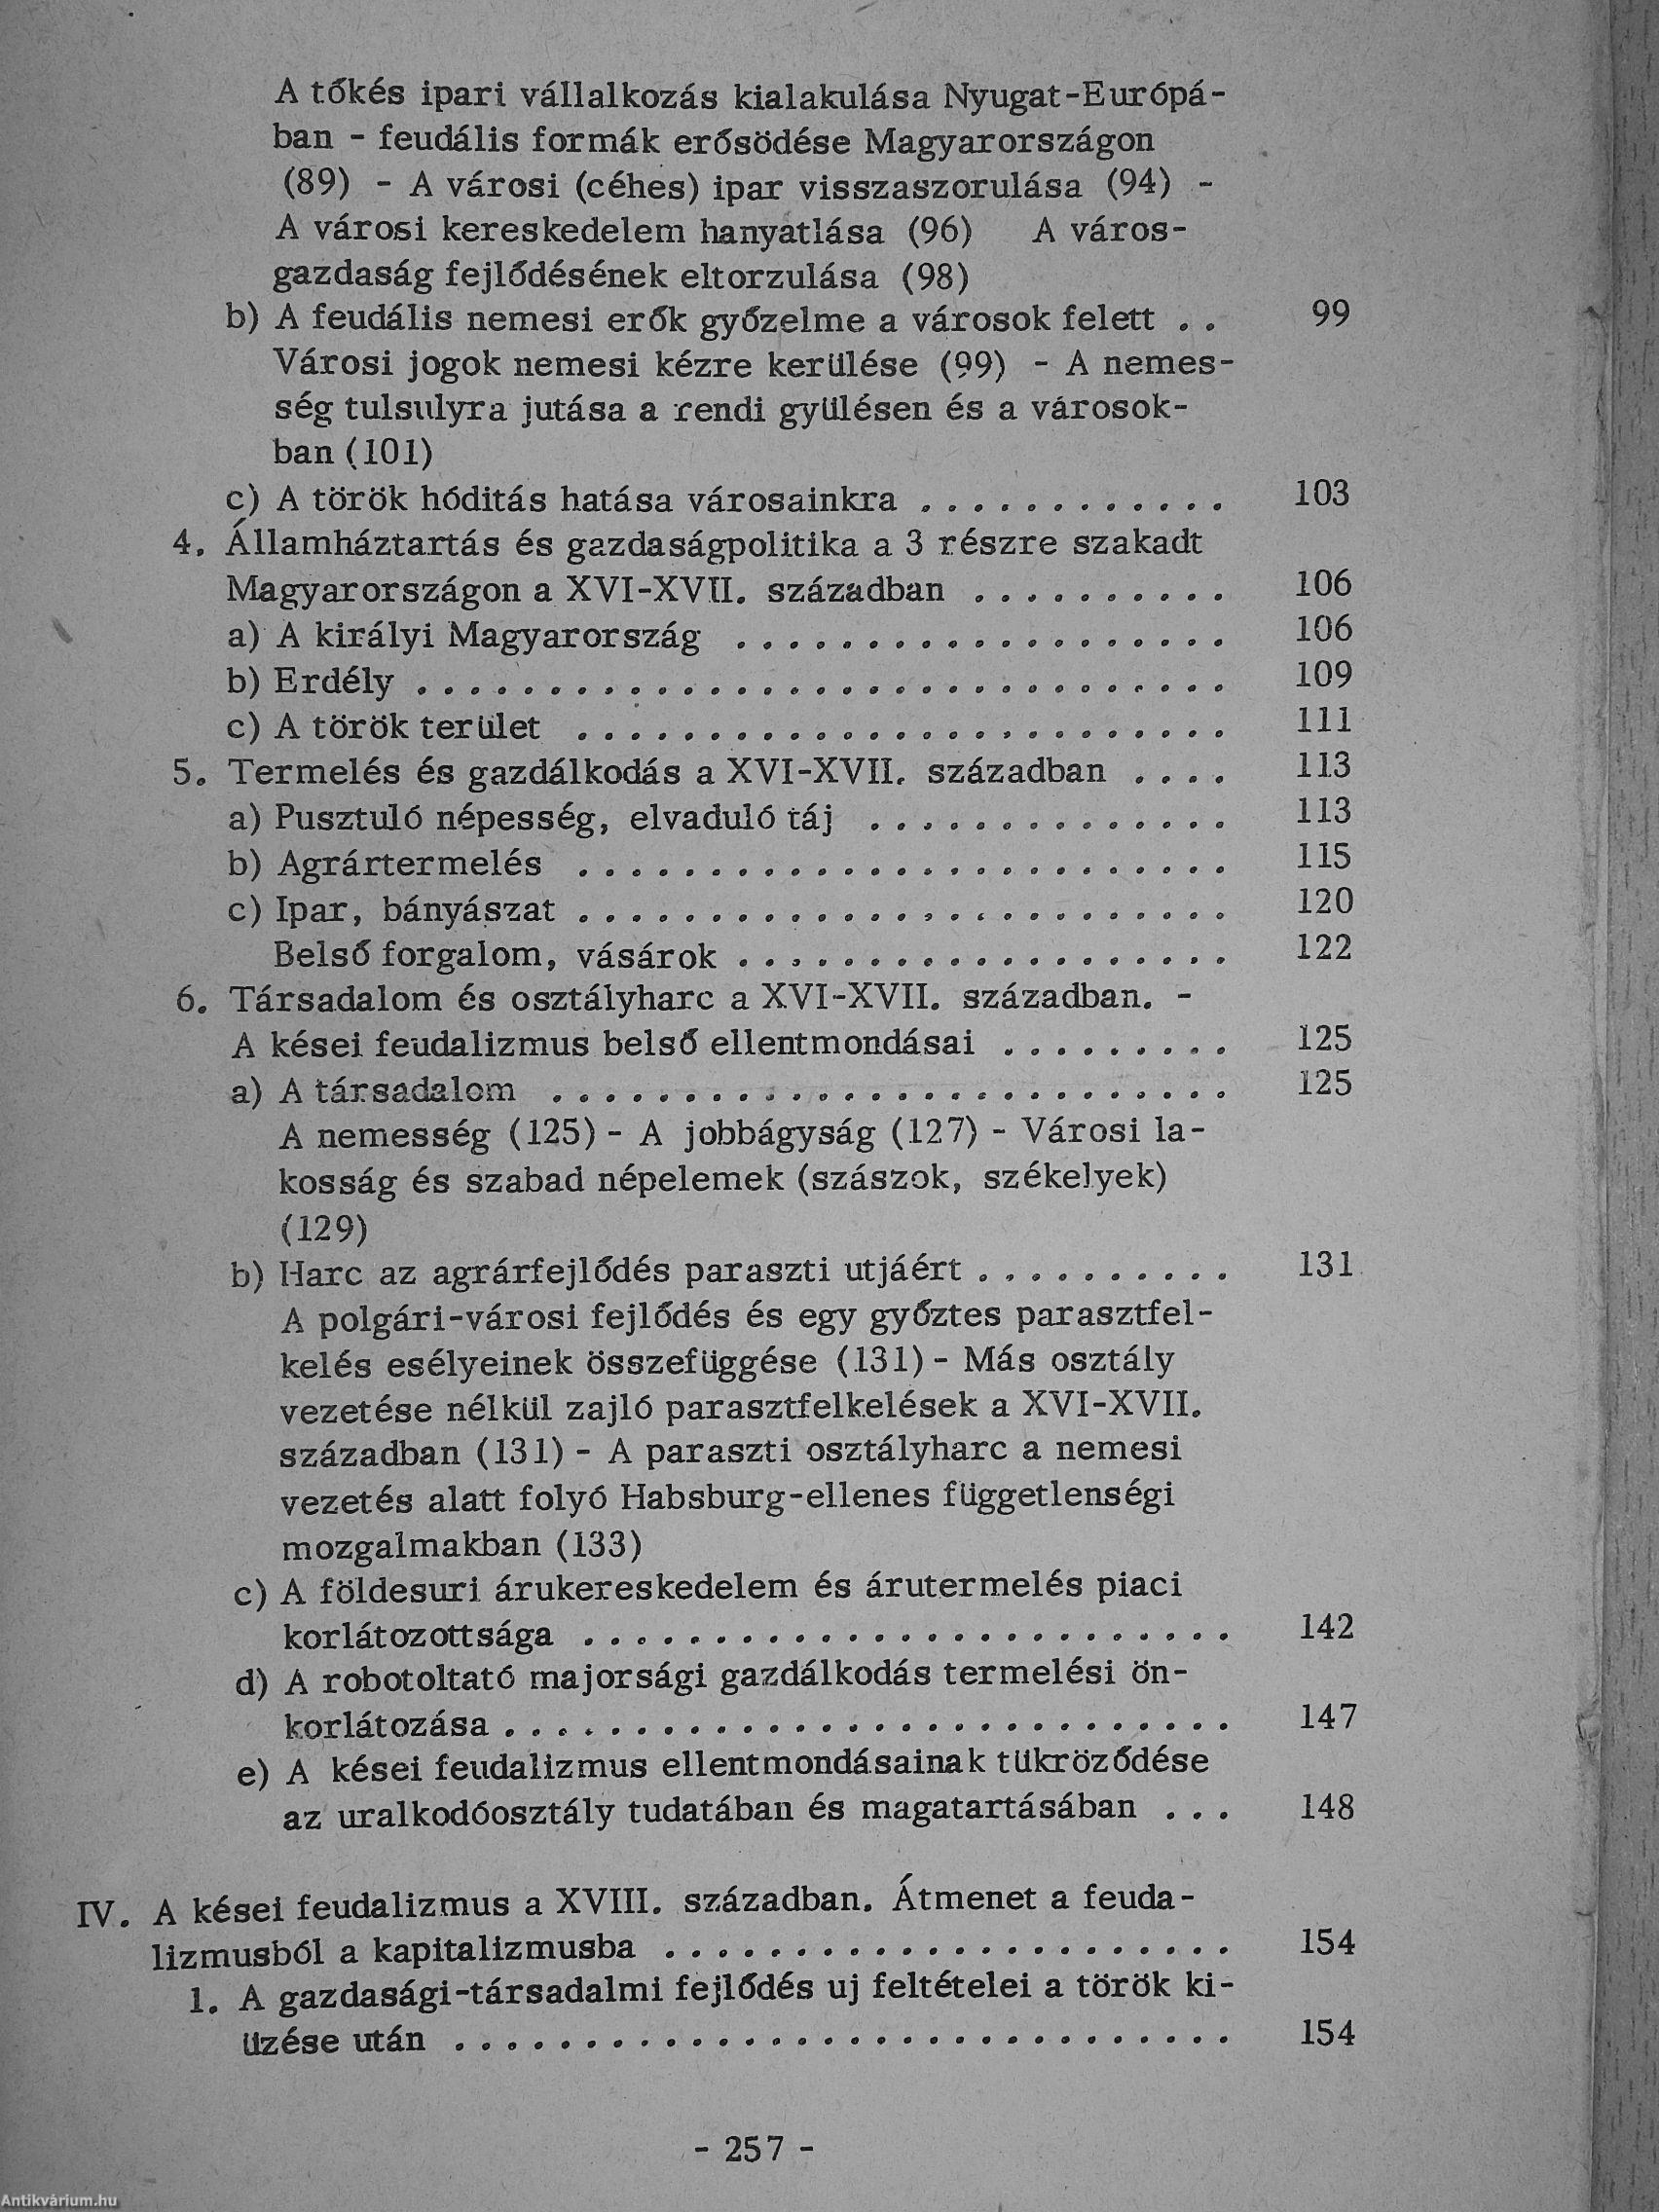 A tőkés ipari vállalkozás kialakulása Nyugat-Európá-
ban - feudális formák erősödése Magyarországon
(89) - A városi (céhes) ipar visszaszorulása (94) -
A városi kereskedelem hanyatlása (96) A város-
gazdaság fejlődésének eltorzulása (98)
b) A feudális nemesi erők győzelme a városok felett . . 99
Városi jogok nemesi kézre kerülése (99) - A nemes-
ség tulsulyra jutása a rendi gyülésen és a városok-
ban (101)
c) A török hóditás hatása városainkra . . . . . . . . . . . . 103
4. Államháztartás és gazdaságpolitika a 3 részre szakadt
Magyarországon a XVI-XVII. században . . . . . . . . . . 106
a) A királyi Magyarország . . . . . . . . . . . . . . . . . . . 106
b) Erdély . . . . . . . . . . . . . . . . . . . . . . . . . . . . . . . 109
c) A török terület . . . . . . . . . . . . . . . . . . . . . . . . . 111
5. Termelés és gazdálkodás a XVI-XVII. században . . . . 113
a) Pusztuló népesség, elvaduló táj . . . . . . . . . . . . . . 113
b) Agrártermelés . . . . . . . . . . . . . . . . . . . . . . . . . 115
c) Ipar, bányászat . . . . . . . . . . . . . . . . . . . . . . . . . 120
Belső forgalom, vásárok . . . . . . . . . . . . . . . . . . . 122
6. Társadalom és osztályharc a XVI-XVII. században. -
A kései feudalizmus belső ellentmondásai . . . . . . . . . 125
a) A társadalom . . . . . . . . . . . . . . . . . . . . . . . . . . 125
A nemesség (125) - A jobbágyság (127) - Városi la-
kosság és szabad népelemek (szászok, székelyek)
(129)
b) Harc az agrárfejlődés paraszti utjáért . . . . . . . . . . 131
A polgári-városi fejlődés és egy győztes parasztfel-
kelés esélyeinek összefüggése (131) - Más osztály
vezetése nélkül zajló parasztfelkelések a XVI-XVII.
században (131) - A paraszti osztályharc a nemesi
vezetés alatt folyó Habsburg-ellenes függetlenségi
mozgalmakban (133)
c) A földesuri árukereskedelem és árutermelés piaci
korlátozottsága . . . . . . . . . . . . . . . . . . . . . . . . . 142
d) A robotoltató majorsági gazdálkodás termelési ön-
korlátozása . . . . . . . . . . . . . . . . . . . . . . . . . . . . 147
e) A kései feudalizmus ellentmondásainak tükröződése
az uralkodóosztály tudatában és magatartásában . . . 148
IV. A kései feudalizmus a XVIII. században. Átmenet a feuda-
lizmusból a kapitalizmusba . . . . . . . . . . . . . . . . . . . . . . 154
1. A gazdasági-társadalmi fejlődés uj feltételei a török ki-
üzése után . . . . . . . . . . . . . . . . . . . . . . . . . . . . . . 154
- 257 -
Antikvárium.hu